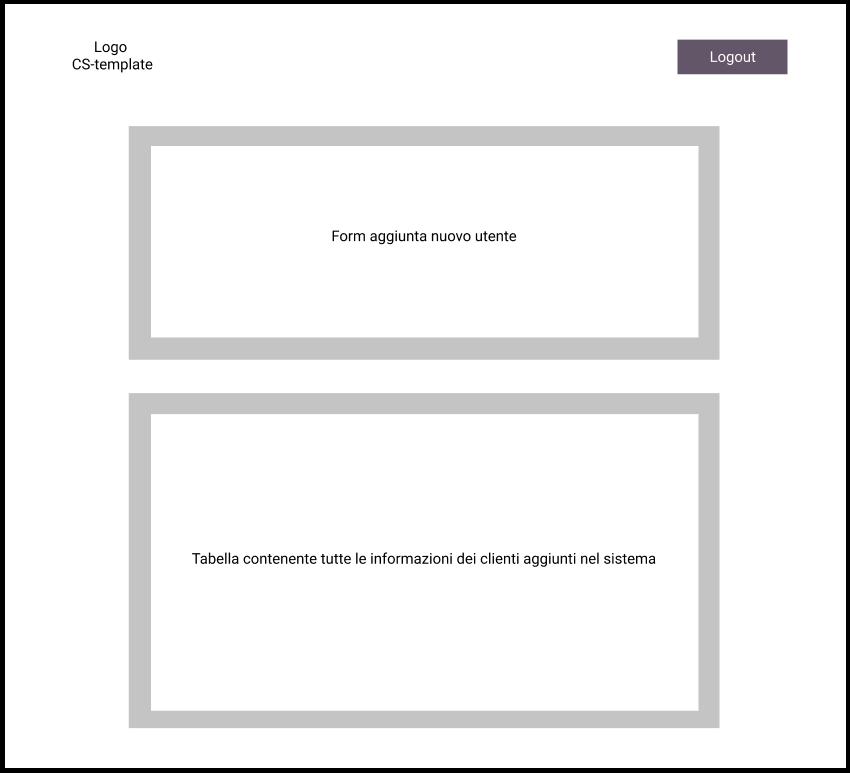 Logo
CS-template
Logout
Form aggiunta nuovo utente
Tabella contenente tutte le informazioni dei clienti aggiunti nel sistema